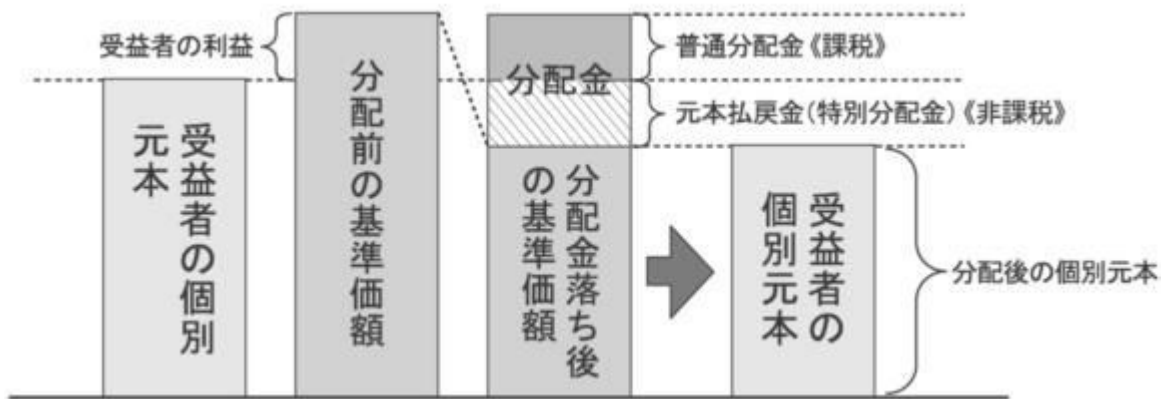 受益者の利益
受益者の個別
元本
分配前の基準価額
分配金
分配金落ち後
の基準価額
普通分配金《課税》
元本払戻金(特別分配金)《非課税》
受益者の
個別元本
分配後の個別元本